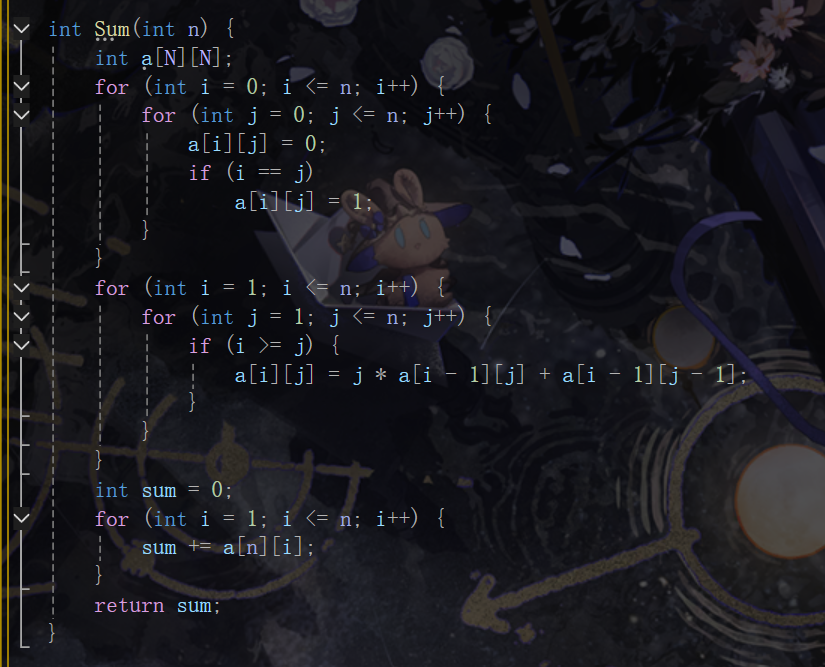 int Sum(int n) {
    int a[N][N];
    for (int i = 0; i <= n; i++) {
        for (int j = 0; j <= n; j++) {
            a[i][j] = 0;
            if (i == j)
                a[i][j] = 1;
        }
    }
    for (int i = 1; i <= n; i++) {
        for (int j = 1; j <= n; j++) {
            if (i >= j) {
                a[i][j] = j * a[i - 1][j] + a[i - 1][j - 1];
            }
        }
    }
    int sum = 0;
    for (int i = 1; i <= n; i++) {
        sum += a[n][i];
    }
    return sum;
}